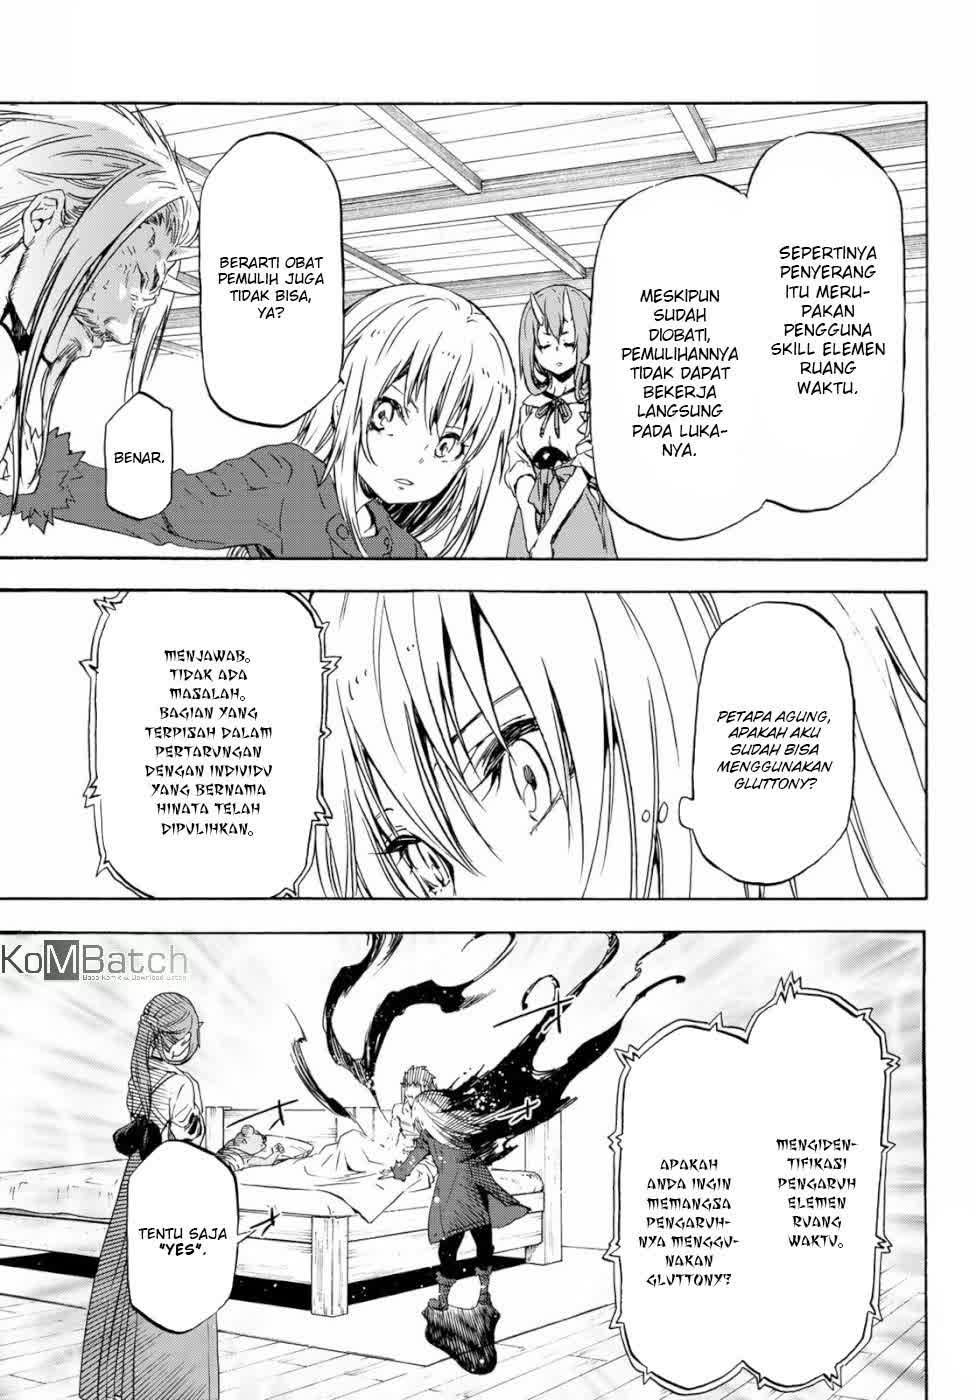 SEPERTINYA
PENYERANG
ITU MERU-
PAKAN
PENGGUNA
SKILL ELEMEN
RUANG
WAKTU.
MESKIPUN
SUDAH
DIOBATI,
PEMULIHANNYA
TIDAK DAPAT
BEKERJA
LANGSUNG
PADA LUKA-
NYA.
BERARTI OBAT
PEMULIH JUGA
TIDAK BISA,
YA?
BENAR.
PETAPA AGUNG,
APAKAH AKU
SUDAH BISA
MENGGUNAKAN
GLUTTONY?
MENJAWAB。
TIDAK ADA
MASALAH。
BAGIAN YANG
TERPISAH DALAM
PERTARUNGAN
DENGAN INDIVIDU
YANG BERNAMA
HINATA TELAH
DIPULIHKAN。
KoMBatch
MENGIDEN-
TIFIKASI
PENGARUH
ELEMEN
RUANG
WAKTU。
APAKAH
ANDA INGIN
MEMANGSA
PENGARUH-
NYA MENGGU-
NAKAN
GLUTTONY?
TENTU SAJA
"YES".